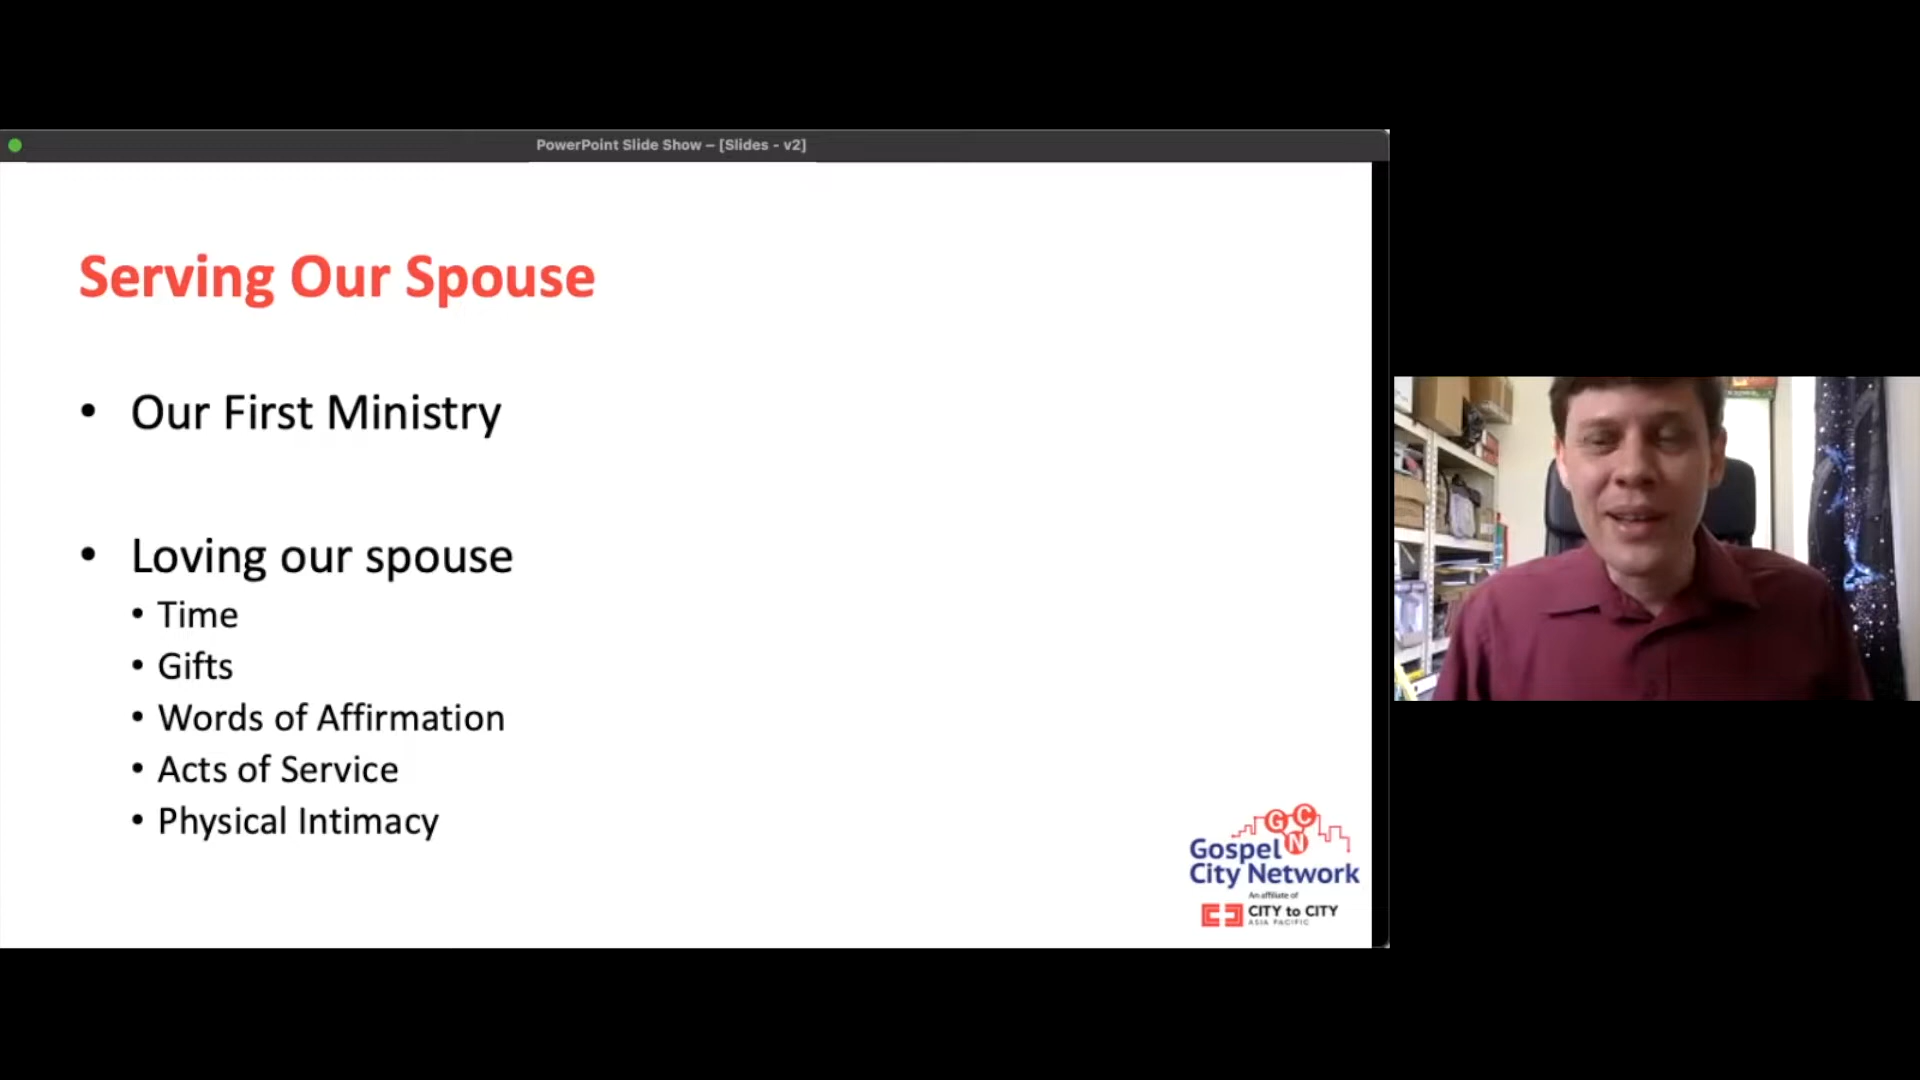 PowerPoint Slide Show – [Slides - v2]
Serving Our Spouse
• Our First Ministry
• Loving our spouse
• Time
• Gifts
• Words of Affirmation
• Acts of Service
• Physical Intimacy
G C
N
Gospel
City Network
An affiliate of
CITY to CITY
ASIA PACIFIC